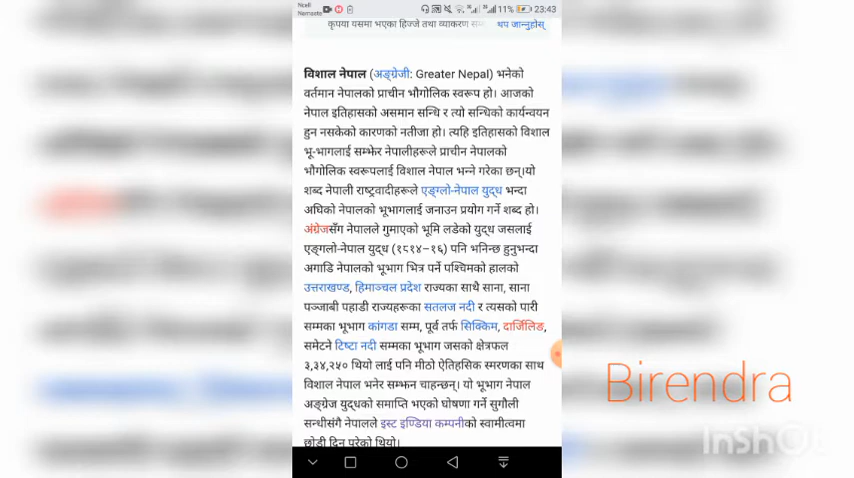 Ncell
Namaste
11% 23:43
कृपया यसमा भएका हिज्जे तथा व्याकरण सम
थप जान्नुहोस्
विशाल नेपाल (अङ्ग्रेजी: Greater Nepal) भनेको
वर्तमान नेपालको प्राचीन भौगोलिक स्वरूप हो। आजको
नेपाल इतिहासको असमान सन्धि र त्यो सन्धिको कार्यन्वयन
हुन नसकेको कारणको नतीजा हो। त्यहि इतिहासको विशाल
भू-भागलाई सम्झेर नेपालीहरूले प्राचीन नेपालको
भौगोलिक स्वरूपलाई विशाल नेपाल भन्ने गरेका छन्।यो
शब्द नेपाली राष्ट्रवादीहरूले एङ्ग्लो-नेपाल युद्ध भन्दा
अघिको नेपालको भूभागलाई जनाउन प्रयोग गर्ने शब्द हो।
अंग्रेजसँग नेपालले गुमाएको भूमि लडेको युद्ध जसलाई
एङ्गलो-नेपाल युद्ध (१८१४–१६) पनि भनिन्छ हुनुभन्दा
अगाडि नेपालको भूभाग भित्र पर्ने पश्चिमको हालको
उत्तराखण्ड, हिमाञ्चल प्रदेश राज्यका साथै साना, साना
पञ्जाबी पहाडी राज्यहरूका सतलज नदी र त्यसको पारी
सम्मका भूभाग कांगडा सम्म, पूर्व तर्फ सिक्किम, दार्जिलिङ,
समेटने टिष्टा नदी सम्मका भूभाग जसको क्षेत्रफल
३,३४,२५० थियो लाई पनि मीठो ऐतिहसिक स्मरणका साथ
विशाल नेपाल भनेर सम्झन चाहन्छन्। यो भूभाग नेपाल
अङग्रेज युद्धको समाप्ति भएको घोषणा गर्ने सुगौली
सन्धीसंगै नेपालले इस्ट इण्डिया कम्पनीको स्वामीत्वमा
छोडी दिन परेको थियो।
Birendra
InShOt